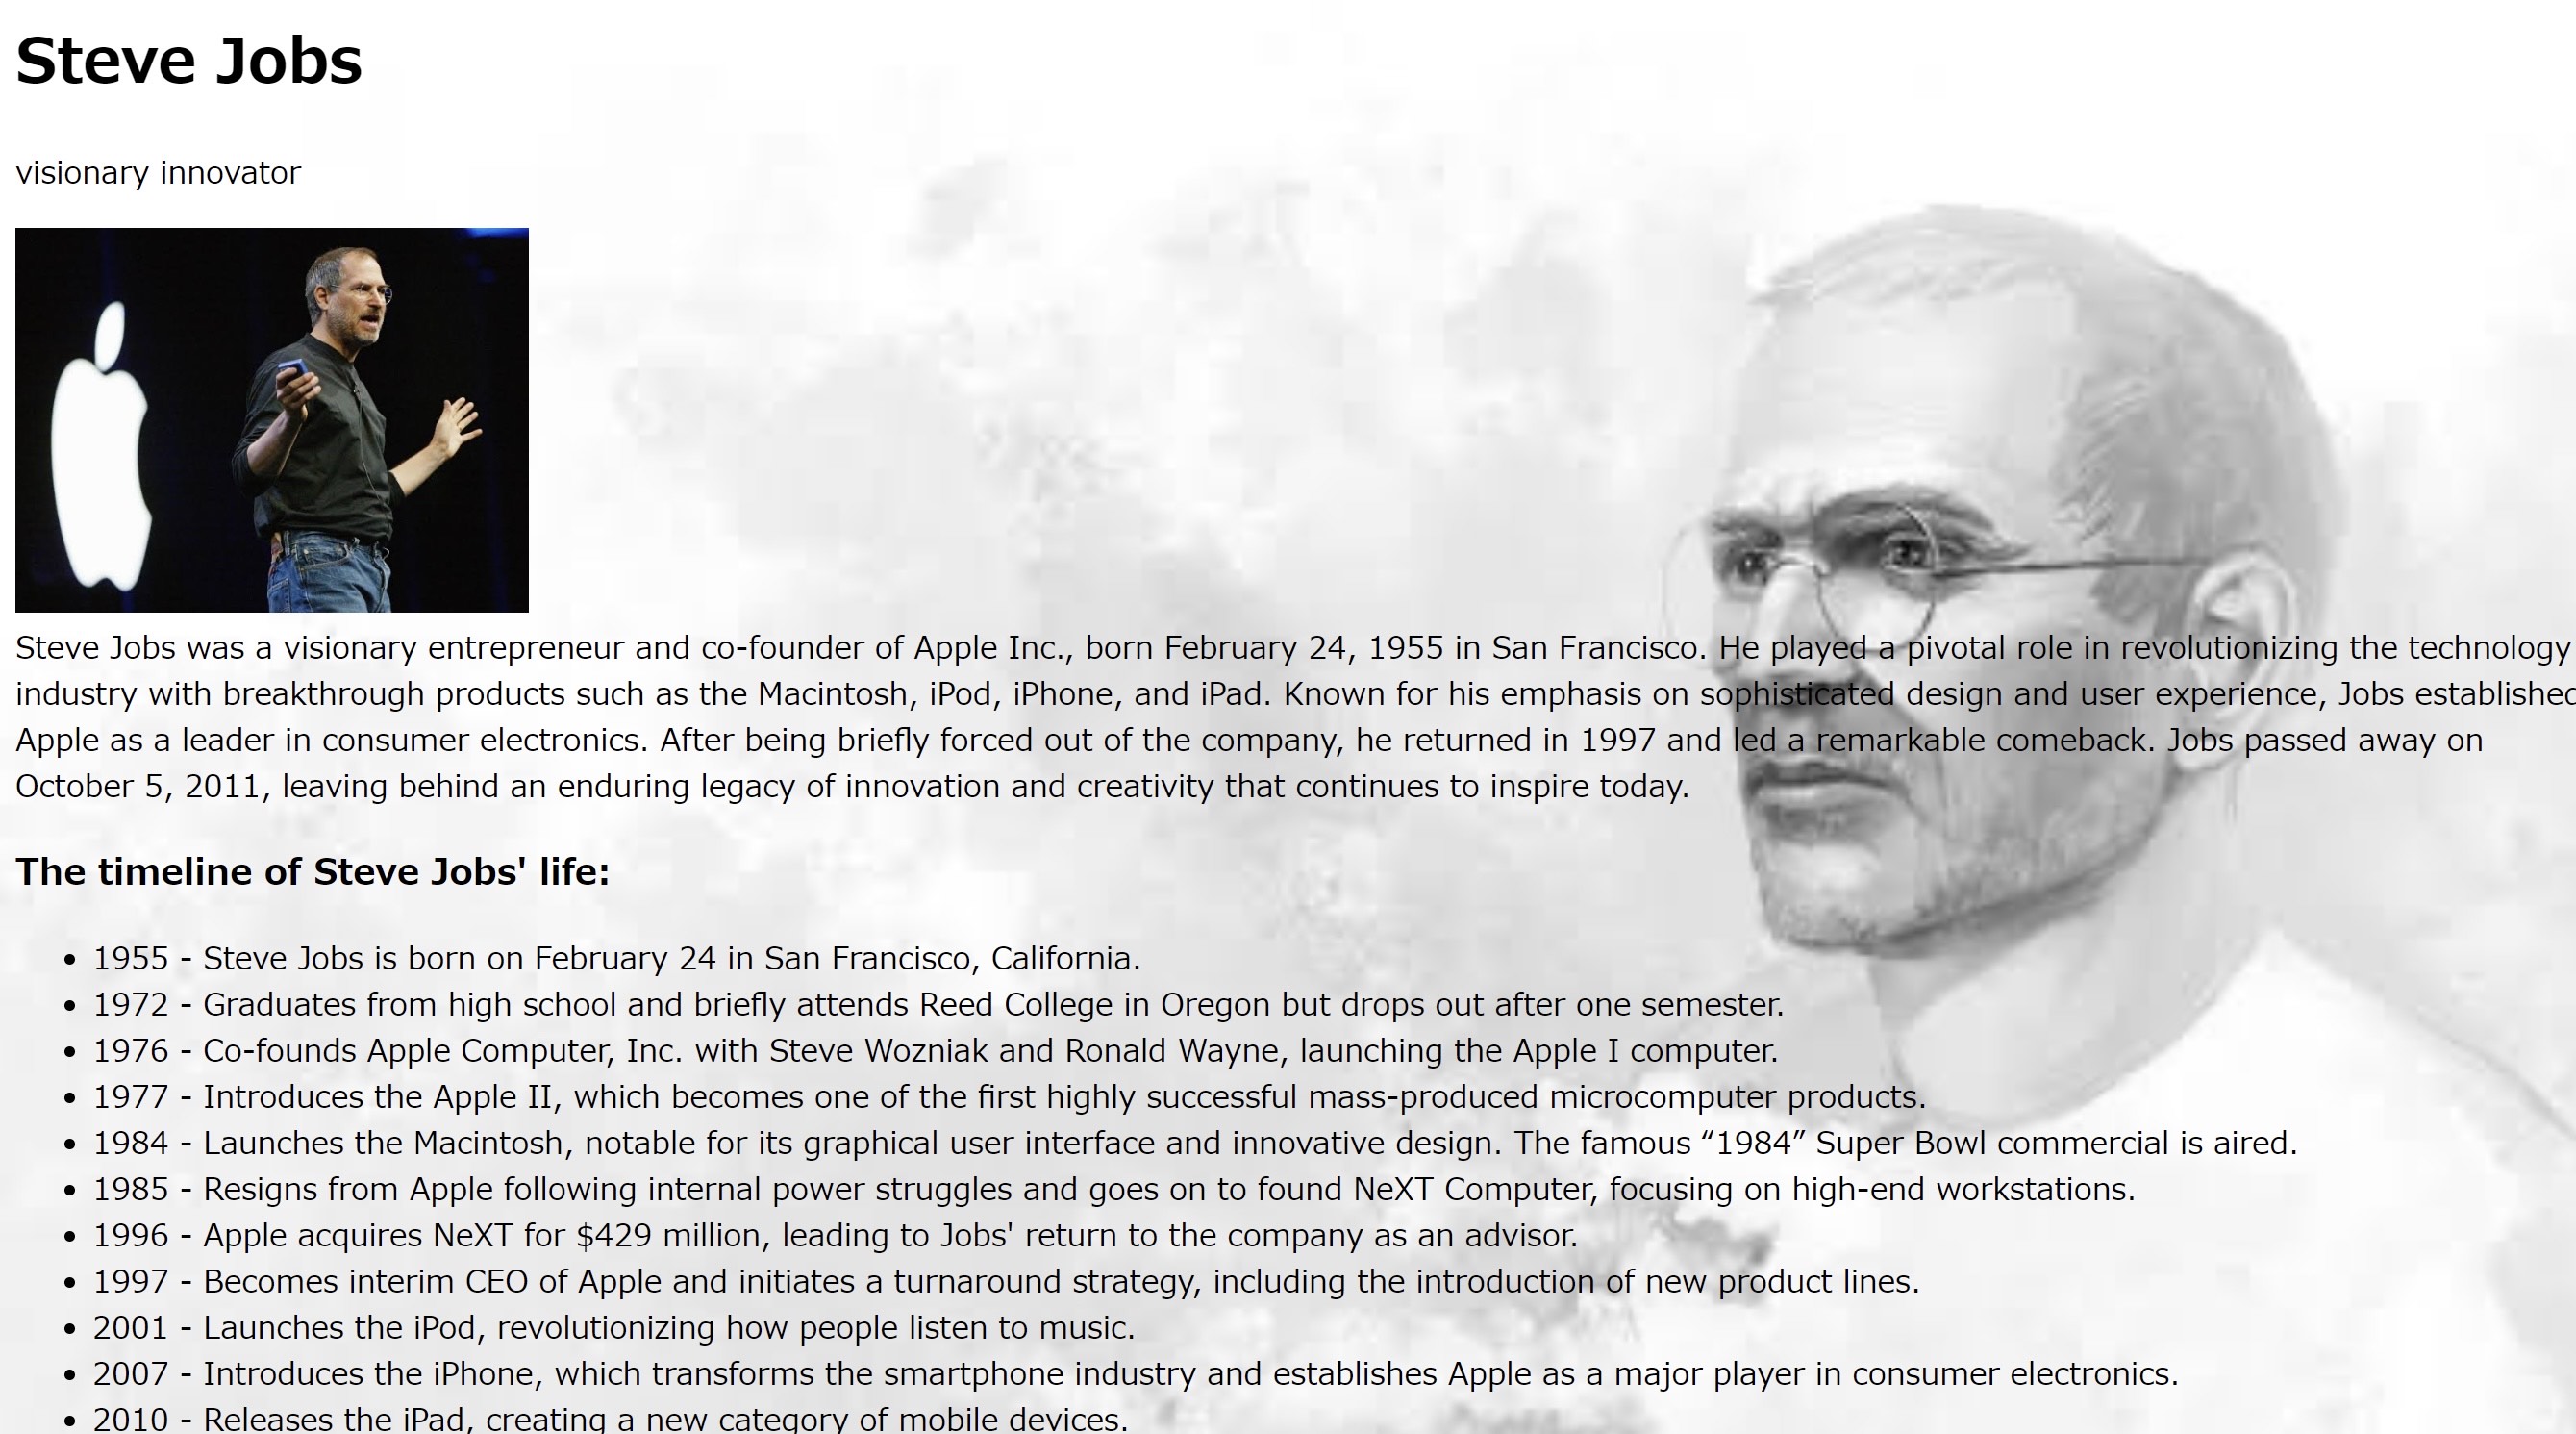 Steve Jobs
visionary innovator
Steve Jobs was a visionary entrepreneur and co-founder of Apple Inc., born February 24, 1955 in San Francisco. He played a pivotal role in revolutionizing the technology
industry with breakthrough products such as the Macintosh, iPod, iPhone, and iPad. Known for his emphasis on sophisticated design and user experience, Jobs established
Apple as a leader in consumer electronics. After being briefly forced out of the company, he returned in 1997 and led a remarkable comeback. Jobs passed away on
October 5, 2011, leaving behind an enduring legacy of innovation and creativity that continues to inspire today.
The timeline of Steve Jobs' life:
• 1955 - Steve Jobs is born on February 24 in San Francisco, California.
• 1972 - Graduates from high school and briefly attends Reed College in Oregon but drops out after one semester.
• 1976 - Co-founds Apple Computer, Inc. with Steve Wozniak and Ronald Wayne, launching the Apple I computer.
• 1977 - Introduces the Apple II, which becomes one of the first highly successful mass-produced microcomputer products.
• 1984 - Launches the Macintosh, notable for its graphical user interface and innovative design. The famous “1984” Super Bowl commercial is aired.
• 1985 - Resigns from Apple following internal power struggles and goes on to found NeXT Computer, focusing on high-end workstations.
• 1996 - Apple acquires NeXT for $429 million, leading to Jobs' return to the company as an advisor.
• 1997 - Becomes interim CEO of Apple and initiates a turnaround strategy, including the introduction of new product lines.
• 2001 - Launches the iPod, revolutionizing how people listen to music.
• 2007 - Introduces the iPhone, which transforms the smartphone industry and establishes Apple as a major player in consumer electronics.
• 2010 - Releases the iPad, creating a new category of mobile devices.